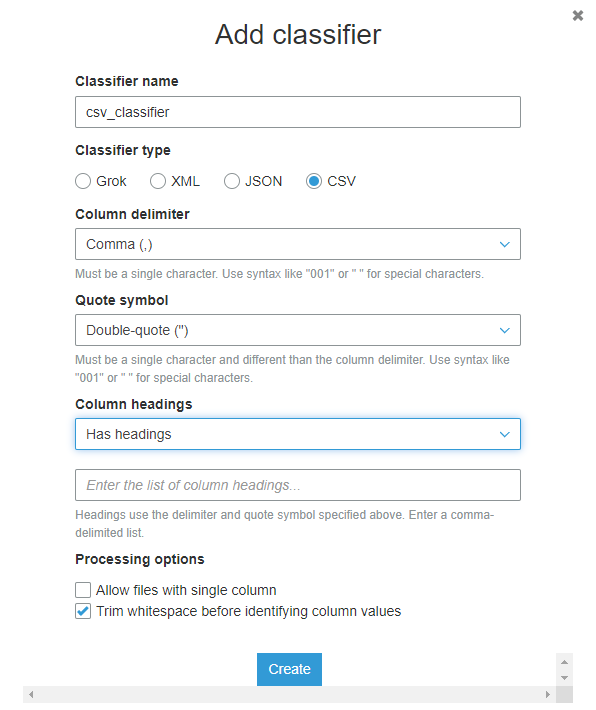 Add classifier
Classifier name
csv_classifier
Classifier type
Grok XML JSON CSV
Column delimiter
Comma (,)
Must be a single character. Use syntax like "001" or " " for special characters.
Quote symbol
Double-quote (")
Must be a single character and different than the column delimiter. Use syntax like
"001" or " " for special characters.
Column headings
Has headings
Enter the list of column headings...
Headings use the delimiter and quote symbol specified above. Enter a comma-
delimited list.
Processing options
Allow files with single column
Trim whitespace before identifying column values
Create